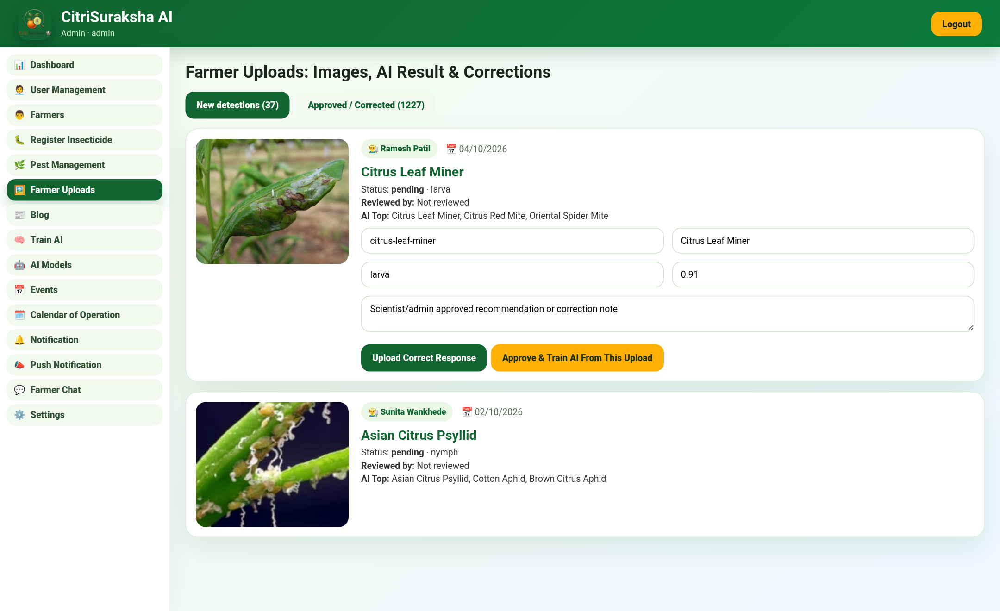 CitriSuraksha AI
Admin · admin
Logout
Dashboard
User Management
Farmers
Register Insecticide
Pest Management
Farmer Uploads
Blog
Train AI
AI Models
Events
Calendar of Operation
Notification
Push Notification
Farmer Chat
Settings
Farmer Uploads: Images, AI Result & Corrections
New detections (37)
Approved / Corrected (1227)
Ramesh Patil
04/10/2026
Citrus Leaf Miner
Status: pending · larva
Reviewed by: Not reviewed
AI Top: Citrus Leaf Miner, Citrus Red Mite, Oriental Spider Mite
citrus-leaf-miner
Citrus Leaf Miner
larva
0.91
Scientist/admin approved recommendation or correction note
Upload Correct Response
Approve & Train AI From This Upload
Sunita Wankhede
02/10/2026
Asian Citrus Psyllid
Status: pending · nymph
Reviewed by: Not reviewed
AI Top: Asian Citrus Psyllid, Cotton Aphid, Brown Citrus Aphid